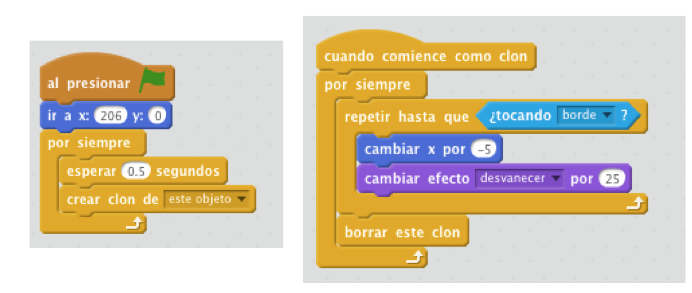 al presionar
ir a x: 206 y: 0
por siempre
esperar 0.5 segundos
crear clon de este objeto
cuando comience como clon
por siempre
repetir hasta que ¿tocando borde ?
cambiar x por -5
cambiar efecto desvanecer por 25
borrar este clon